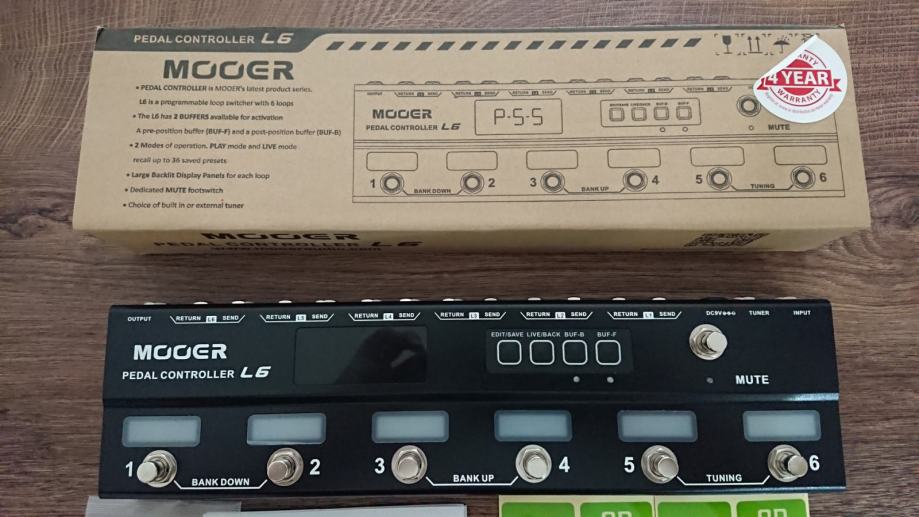 PEDAL CONTROLLER L6
MOOER
• PEDAL CONTROLLER is MOOER's latest product series.
L6 is a programmable loop switcher with 6 loops
• The L6 has 2 BUFFERS available for activation
A pre-position buffer (BUF-F) and a post-position buffer (BUF-B)
• 2 Modes of operation. PLAY mode and LIVE mode
recall up to 36 saved presets
• Large Backlit Display Panels for each loop
• Dedicated MUTE footswitch
• Choice of built in or external tuner
OUTPUT
MOOER
PEDAL CONTROLLER L6
P-5-5
BUF-B BUF-F
MUTE
1 BANK DOWN 2 3 BANK UP 4 5 TUNING 6
4 YEAR
WARRANTY
MOOER
PEDAL CONTROLLER L6
OUTPUT RETURN L6 SEND RETURN L5 SEND RETURN L4 SEND RETURN L3 SEND RETURN L2 SEND RETURN L1 SEND DC9V TUNER INPUT
MOOER
PEDAL CONTROLLER L6
EDIT/SAVE LIVE/BACK BUF-B BUF-F
MUTE
1 BANK DOWN 2 3 BANK UP 4 5 TUNING 6